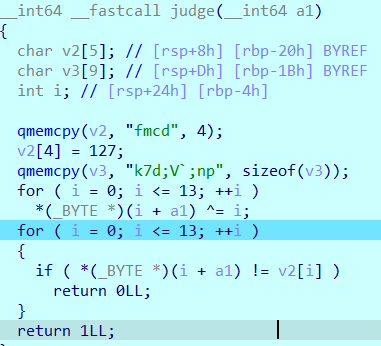 __int64 __fastcall judge(__int64 a1)
{
char v2[5]; // [rsp+8h] [rbp-20h] BYREF
char v3[9]; // [rsp+Dh] [rbp-1Bh] BYREF
int i; // [rsp+24h] [rbp-4h]
qmemcpy(v2, "fmcd", 4);
v2[4] = 127;
qmemcpy(v3, "k7d;V`;np", sizeof(v3));
for ( i = 0; i <= 13; ++i )
*(_BYTE *)(i + a1) ^= i;
for ( i = 0; i <= 13; ++i )
{
if ( *(_BYTE *)(i + a1) != v2[i] )
return 0LL;
}
return 1LL;